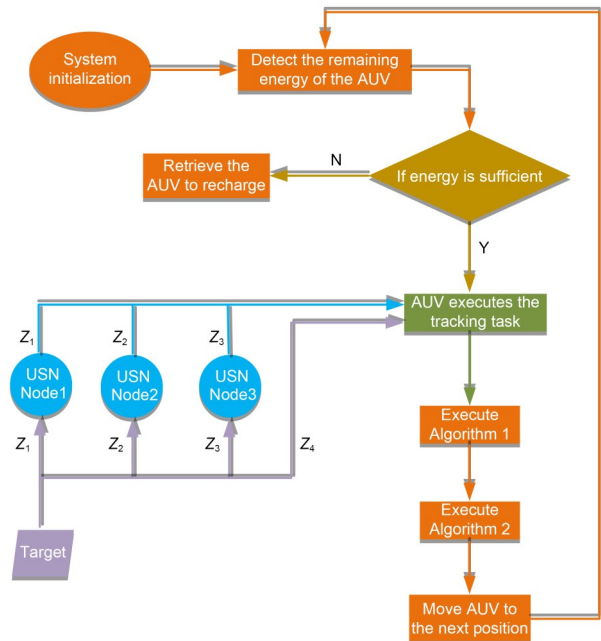 System
initialization
Detect the remaining
energy of the AUV
Retrieve the
AUV to recharge
N
If energy is sufficient
Y
AUV executes the
tracking task
Z1
Z2
Z3
USN
Node1
USN
Node2
USN
Node3
Z1
Z2
Z3
Z4
Execute
Algorithm 1
Execute
Algorithm 2
Target
Move AUV to
the next position